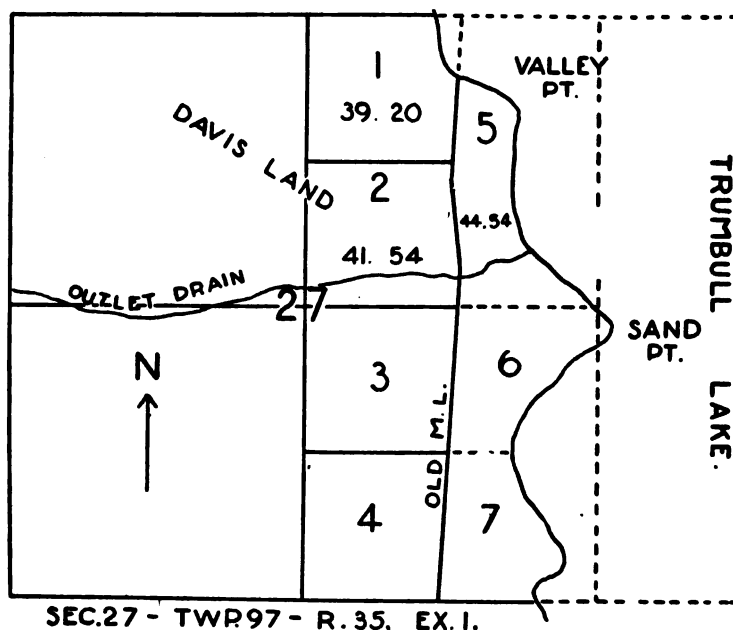 1
39. 20
VALLEY
PT.
5
DAVIS LAND
2
44.54
41. 54
OUTLET DRAIN
27
TRUMBULL LAKE.
SAND
PT.
N
3
6
OLD M. L.
4
7
SEC.27 - TWP.97 - R. 35. EX. 1.